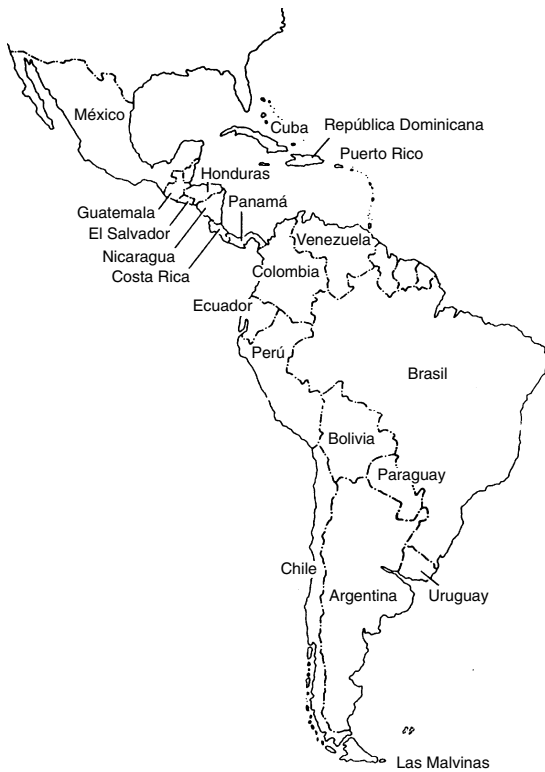 México
Cuba
República Dominicana
Puerto Rico
Honduras
Guatemala
Panamá
El Salvador
Nicaragua
Costa Rica
Venezuela
Colombia
Ecuador
Perú
Brasil
Bolivia
Paraguay
Chile
Argentina
Uruguay
Las Malvinas